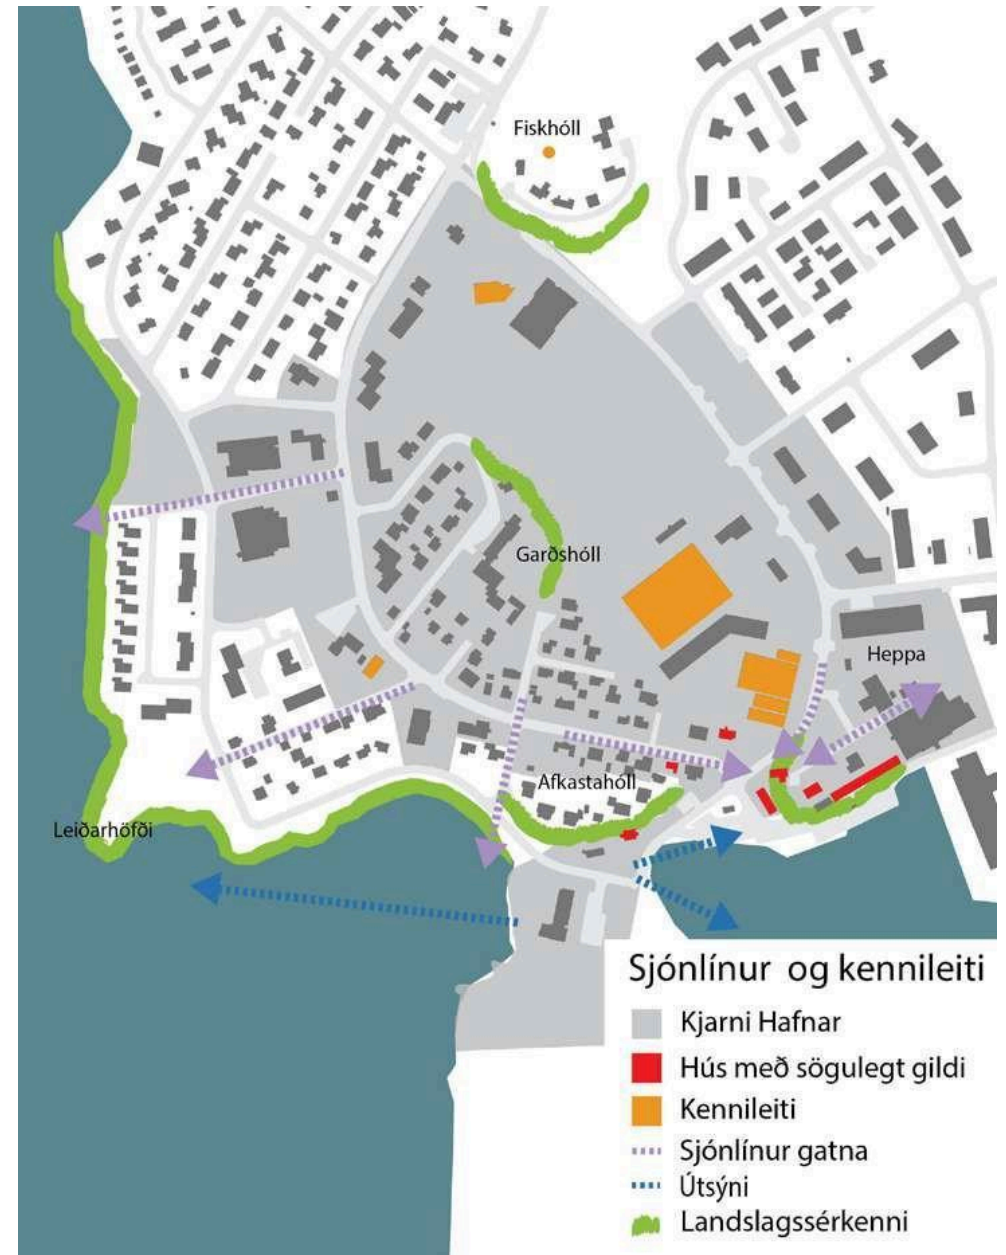 Fiskhóll
Garðshóll
Heppa
Afkastahóll
Leiðarhöfði
Sjónlínur og kennileiti
Kjarni Hafnar
Hús með sögulegt gildi
Kennileiti
Sjónlínur gatna
Útsýni
Landslagssérkenni